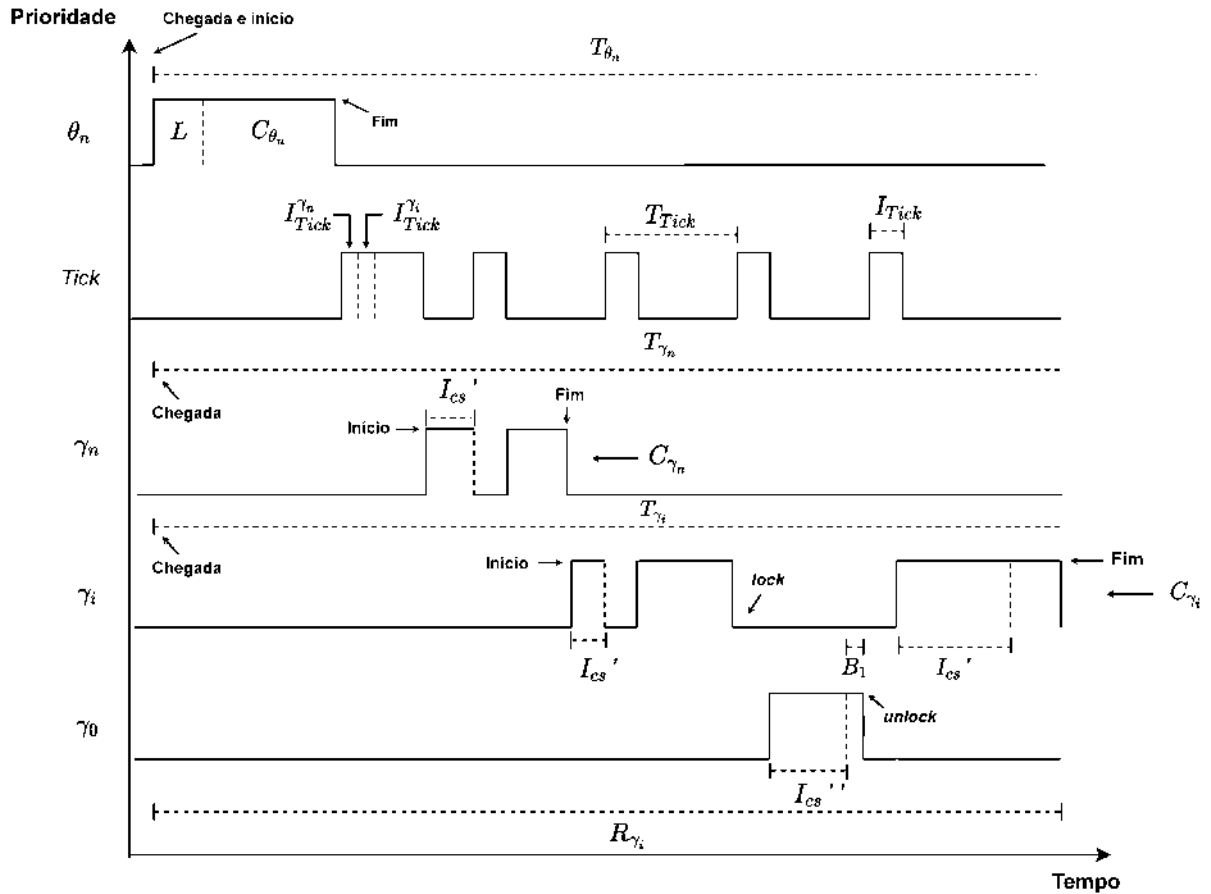 Prioridade
Chegada e início
T_{θ_n}
θ_n
L
C_{θ_n}
Fim
I_{Tick}^{γ_n}
I_{Tick}^{γ_i}
T_{Tick}
I_{Tick}
Tick
T_{γ_n}
Chegada
I_{cs}'
Fim
Início
γ_n
C_{γ_n}
T_{γ_i}
Chegada
Início
Fim
lock
γ_i
C_{γ_i}
I_{cs}'
B_1
I_{cs}'
γ_0
unlock
I_{cs}''
R_{γ_i}
Tempo